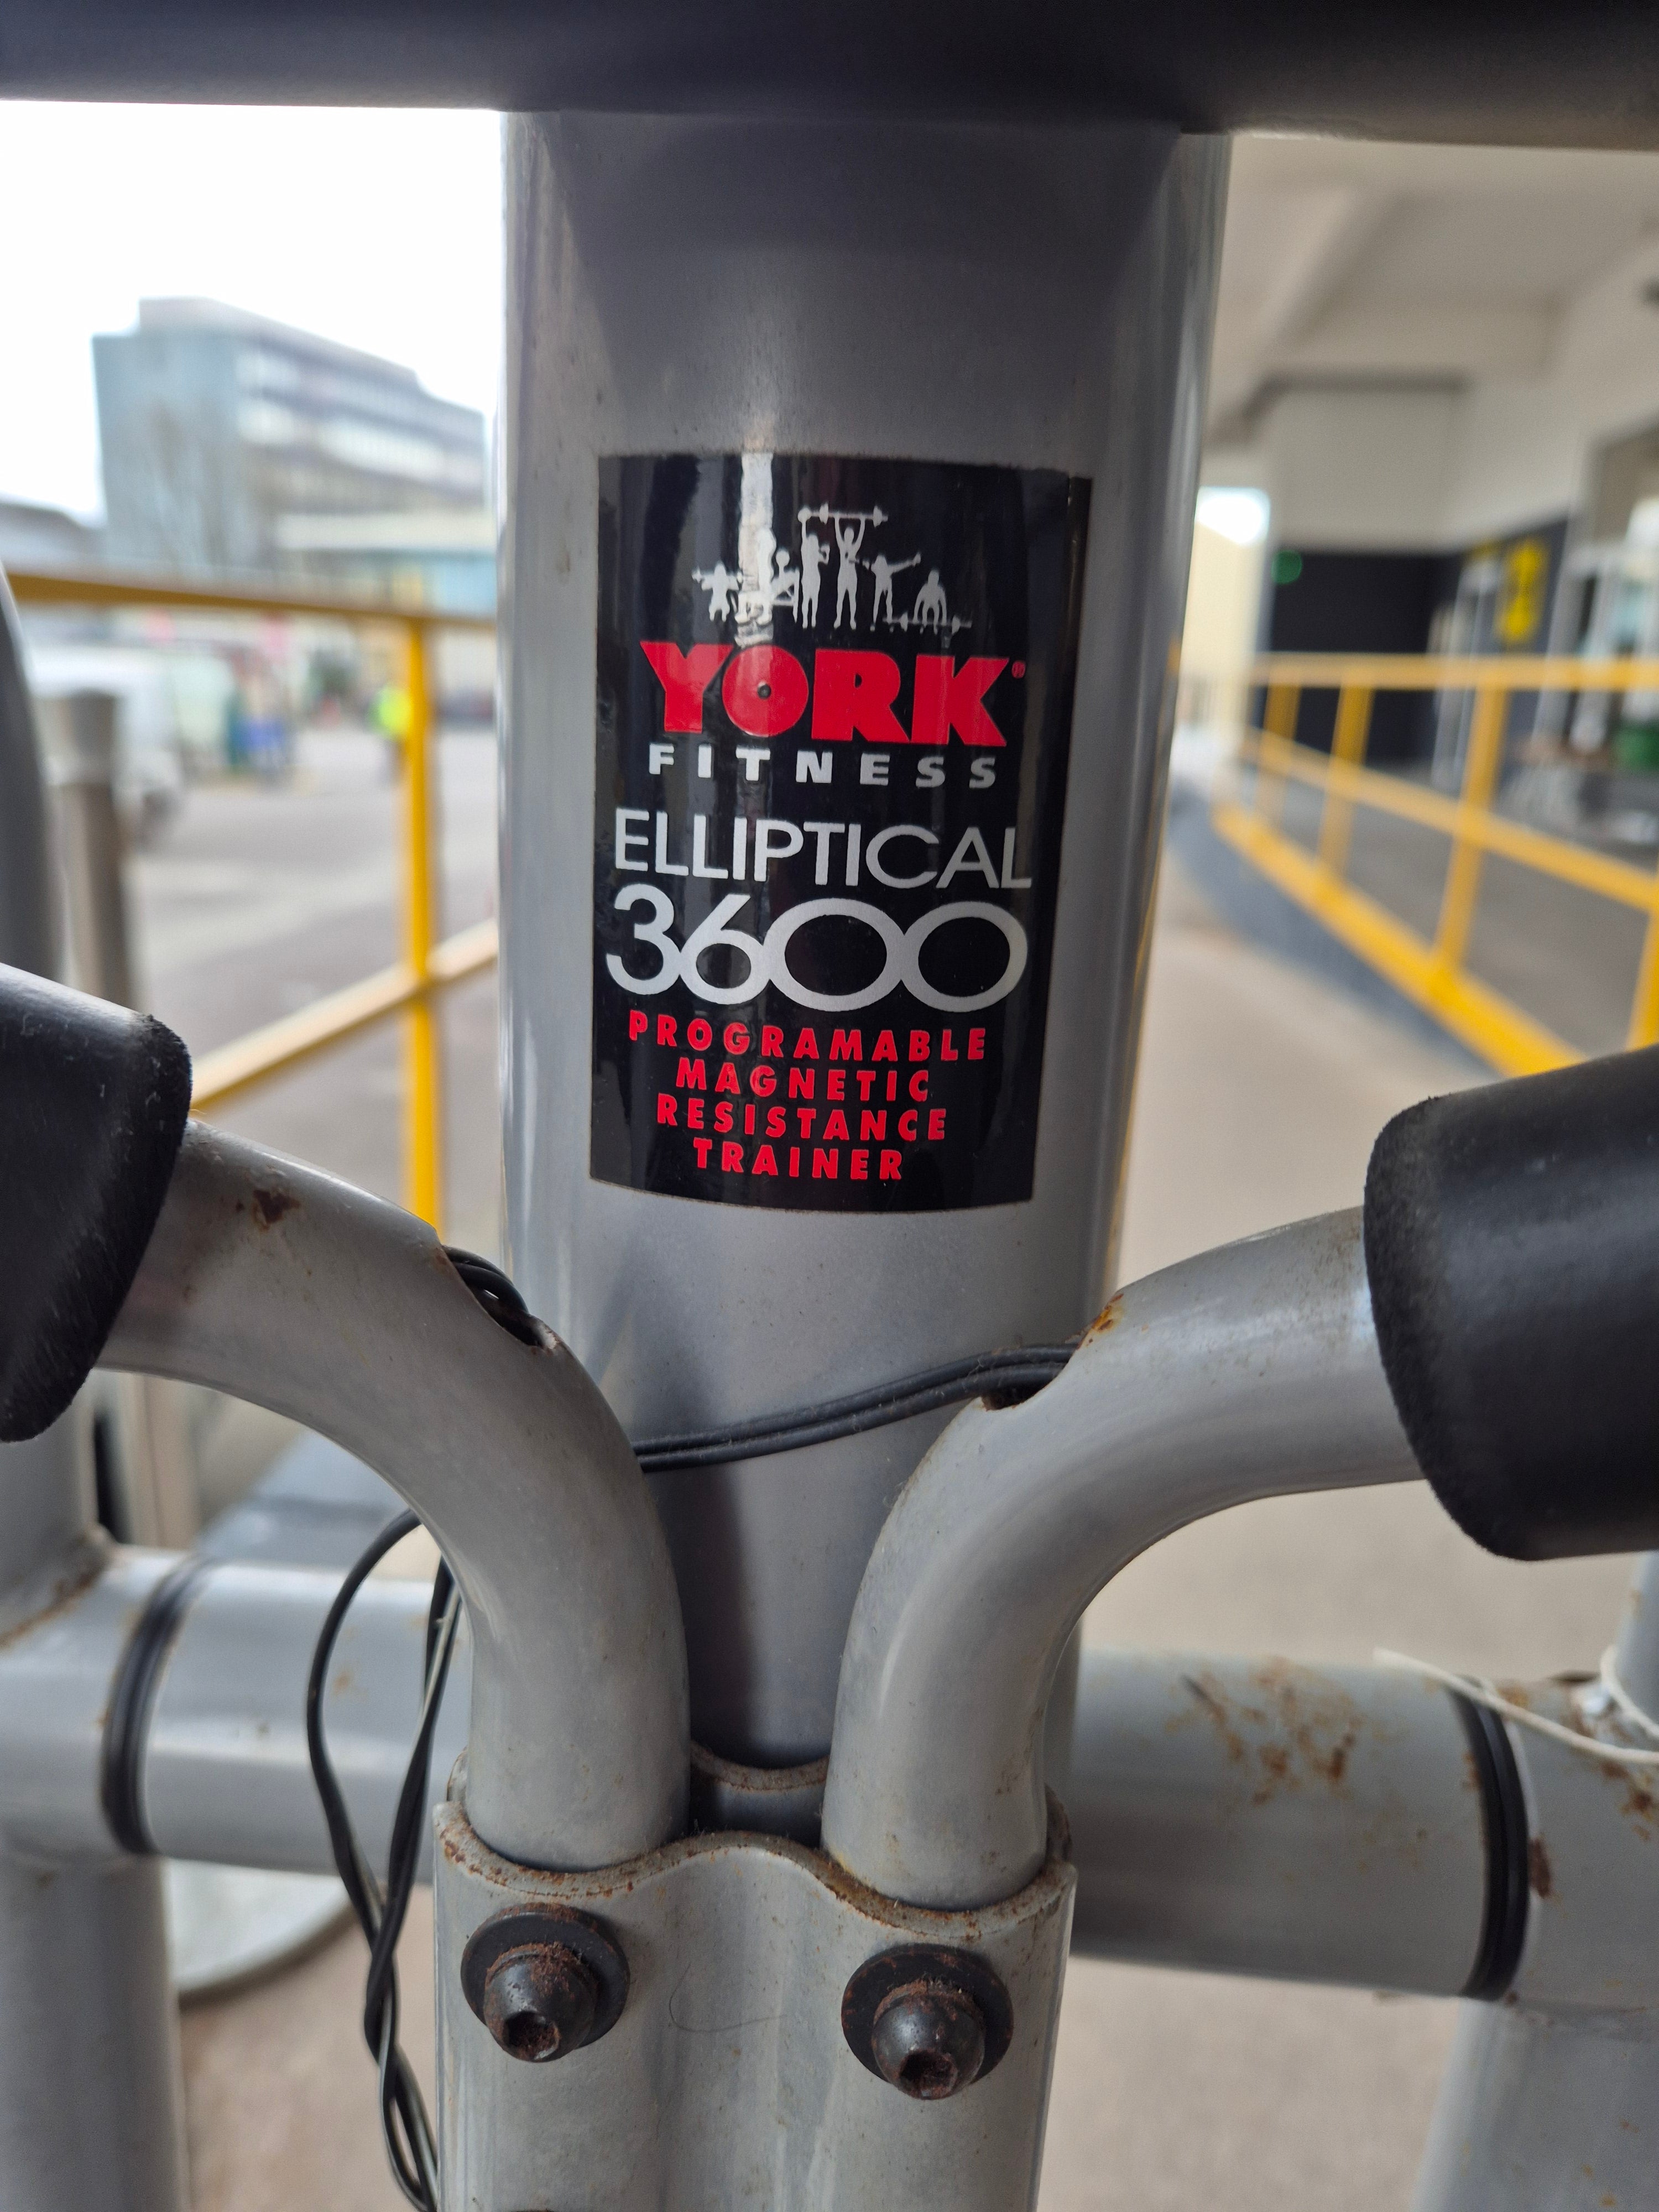 YORK®
FITNESS
ELLIPTICAL
3600
PROGRAMABLE
MAGNETIC
RESISTANCE
TRAINER